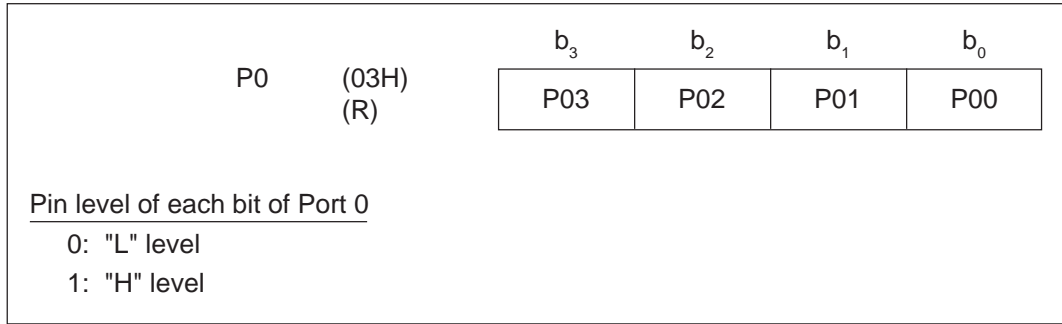 b3 b2 b1 b0
P0 (03H) P03 P02 P01 P00
(R)
Pin level of each bit of Port 0
0: "L" level
1: "H" level